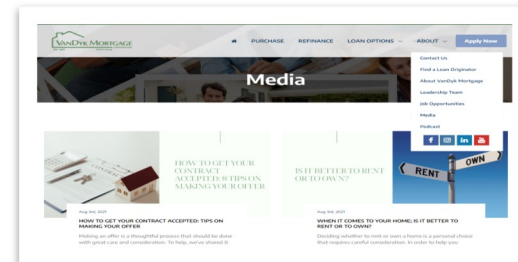 VANDYK MORTGAGE
PURCHASE
REFINANCE
LOAN OPTIONS
ABOUT
Apply Now
Contact Us
Find a Loan Originator
About VanDyk Mortgage
Leadership Team
Job Opportunities
Media
Podcast
Media
HOW TO GET YOUR
CONTRACT
ACCEPTED: 8 TIPS ON
MAKING YOUR OFFER
IS IT BETTER TO RENT
OR TO OWN?
RENT
OWN
Aug 3rd, 2021
HOW TO GET YOUR CONTRACT ACCEPTED: TIPS ON
MAKING YOUR OFFER
Making an offer is a thoughtful process that should be done
with great care and consideration. To help, we've shared 8
Aug 3rd, 2021
WHEN IT COMES TO YOUR HOME; IS IT BETTER TO
RENT OR TO OWN?
Deciding whether to rent or own a home is a personal choice
that requires careful consideration. In order to help you